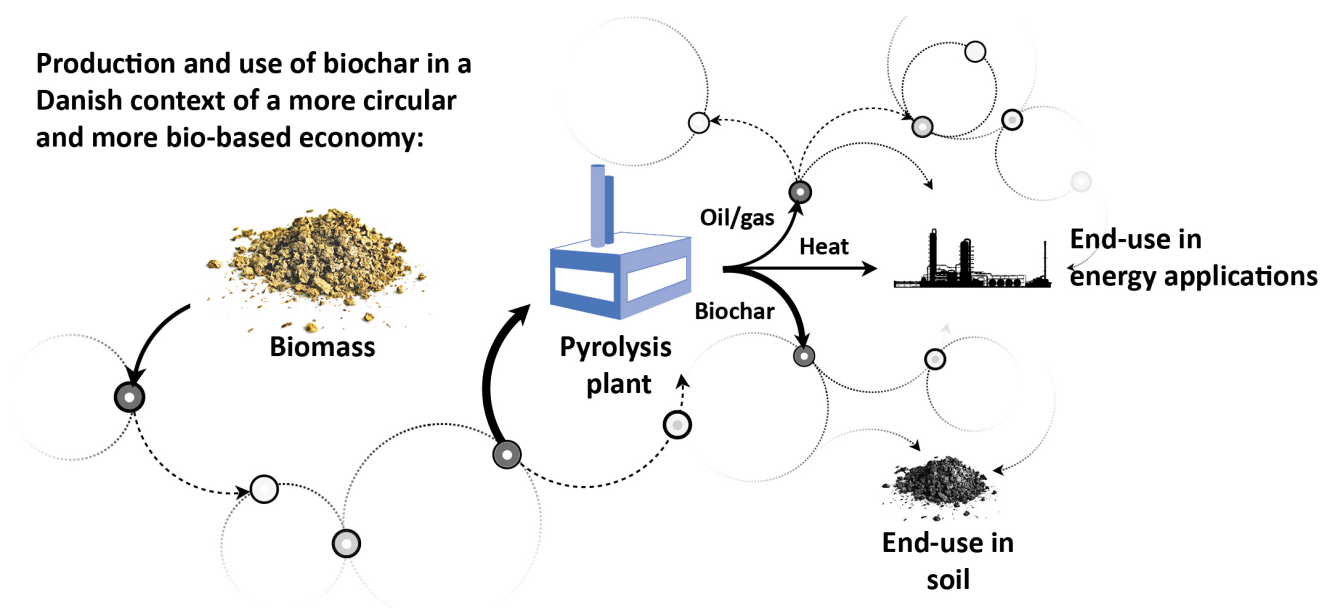 Production and use of biochar in a
Danish context of a more circular
and more bio-based economy:
Biomass
Pyrolysis
plant
Oil/gas
Heat
Biochar
End-use in
energy applications
End-use in
soil